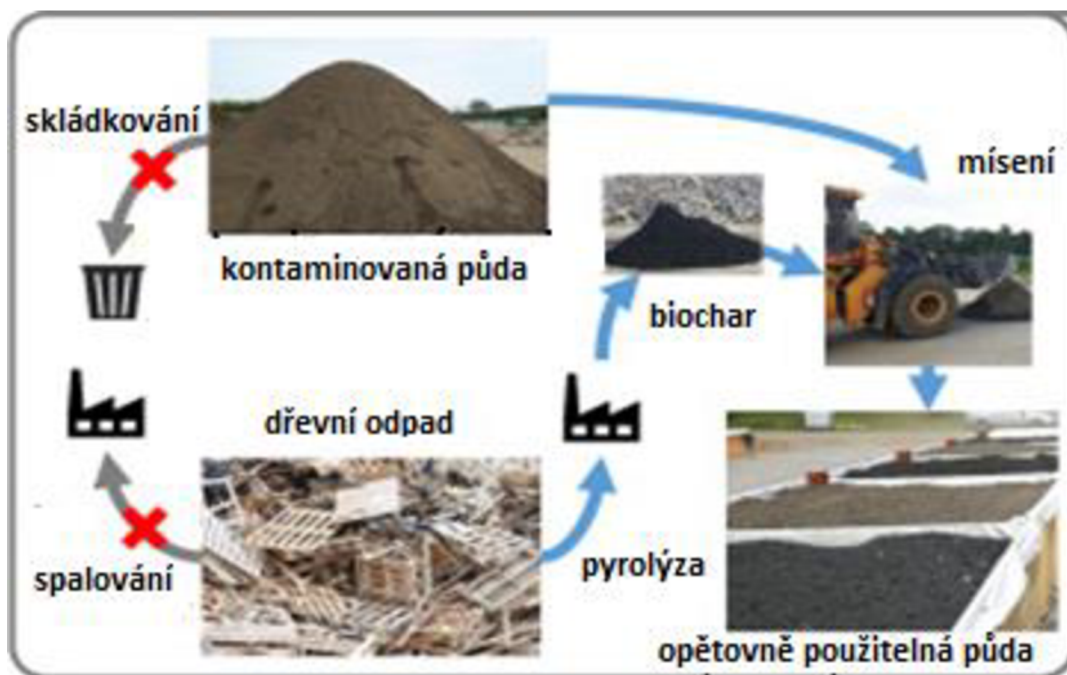 skládkování
mísení
kontaminovaná půda
biochar
dřevní odpad
spalování
pyrolýza
opětovně použitelná půda